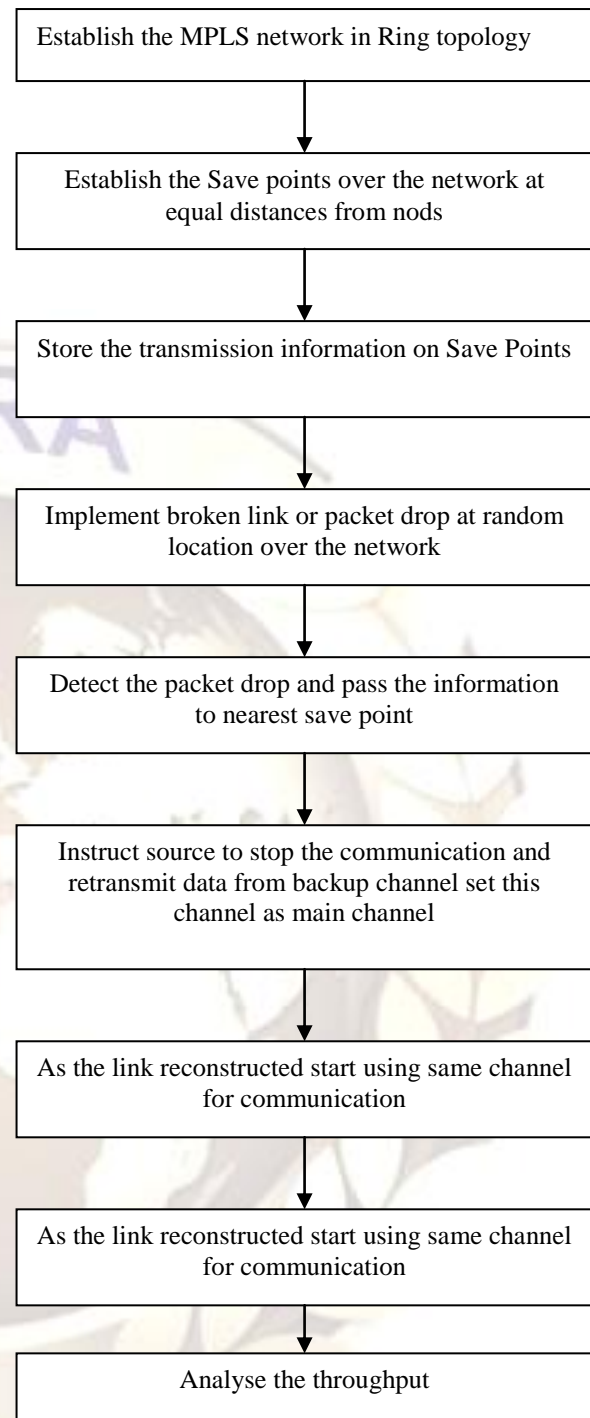 Establish the MPLS network in Ring topology
Establish the Save points over the network at
equal distances from nods
Store the transmission information on Save Points
RA
Implement broken link or packet drop at random
location over the network
Detect the packet drop and pass the information
to nearest save point
Instruct source to stop the communication and
retransmit data from backup channel set this
channel as main channel
As the link reconstructed start using same channel
for communication
As the link reconstructed start using same channel
for communication
Analyse the throughput